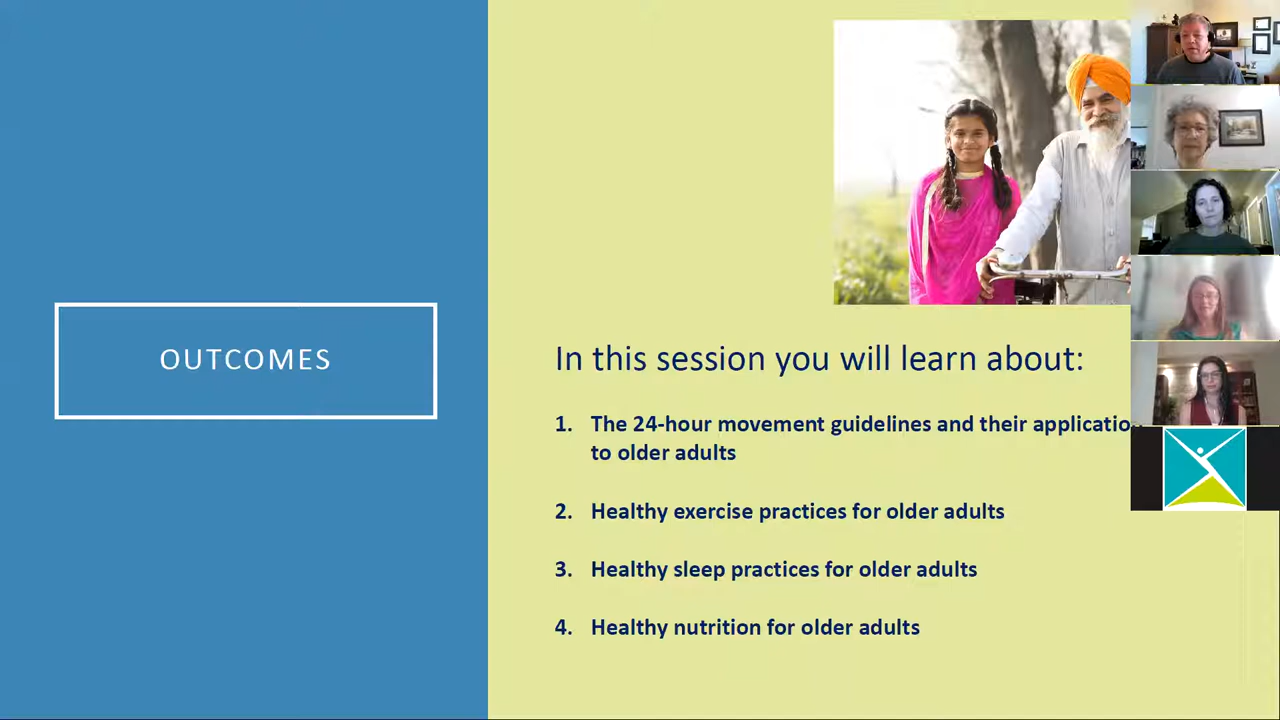 OUTCOMES
In this session you will learn about:
1. The 24-hour movement guidelines and their applicatio
to older adults
2. Healthy exercise practices for older adults
3. Healthy sleep practices for older adults
4. Healthy nutrition for older adults